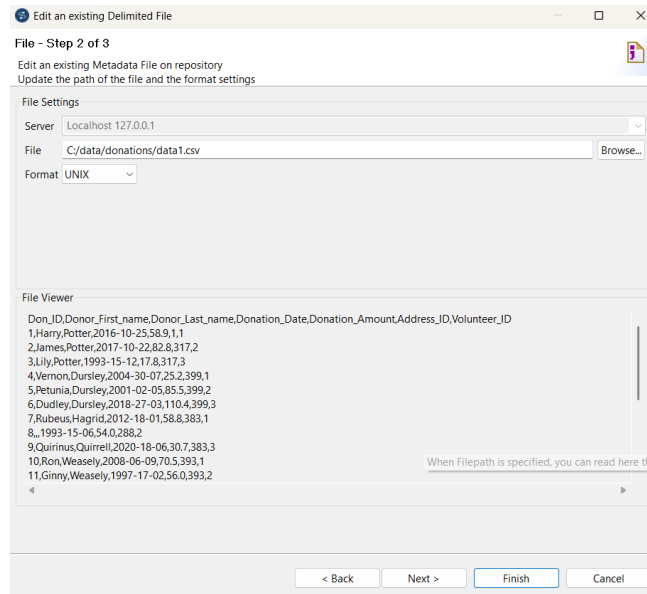 Edit an existing Delimited File
File - Step 2 of 3
Edit an existing Metadata File on repository
Update the path of the file and the format settings
File Settings
Server Localhost 127.0.0.1
File C:/data/donations/data1.csv Browse...
Format UNIX
File Viewer
Don_ID,Donor_First_name,Donor_Last_name,Donation_Date,Donation_Amount,Address_ID,Volunteer_ID
1,Harry,Potter,2016-10-25,58.9,1,1
2,James,Potter,2017-10-22,82.8,317,2
3,Lily,Potter,1993-15-12,17.8,317,3
4,Vernon,Dursley,2004-30-07,25.2,399,1
5,Petunia,Dursley,2001-02-05,85.5,399,2
6,Dudley,Dursley,2018-27-03,110.4,399,3
7,Rubeus,Hagrid,2012-18-01,58.8,383,1
8,,,1993-15-06,54.0,288,2
9,Quirinus,Quirrell,2020-18-06,30.7,383,3
10,Ron,Weasely,2008-06-09,70.5,393,1
11,Ginny,Weasely,1997-17-02,56.0,393,2
When Filepath is specified, you can read here th
< Back Next > Finish Cancel